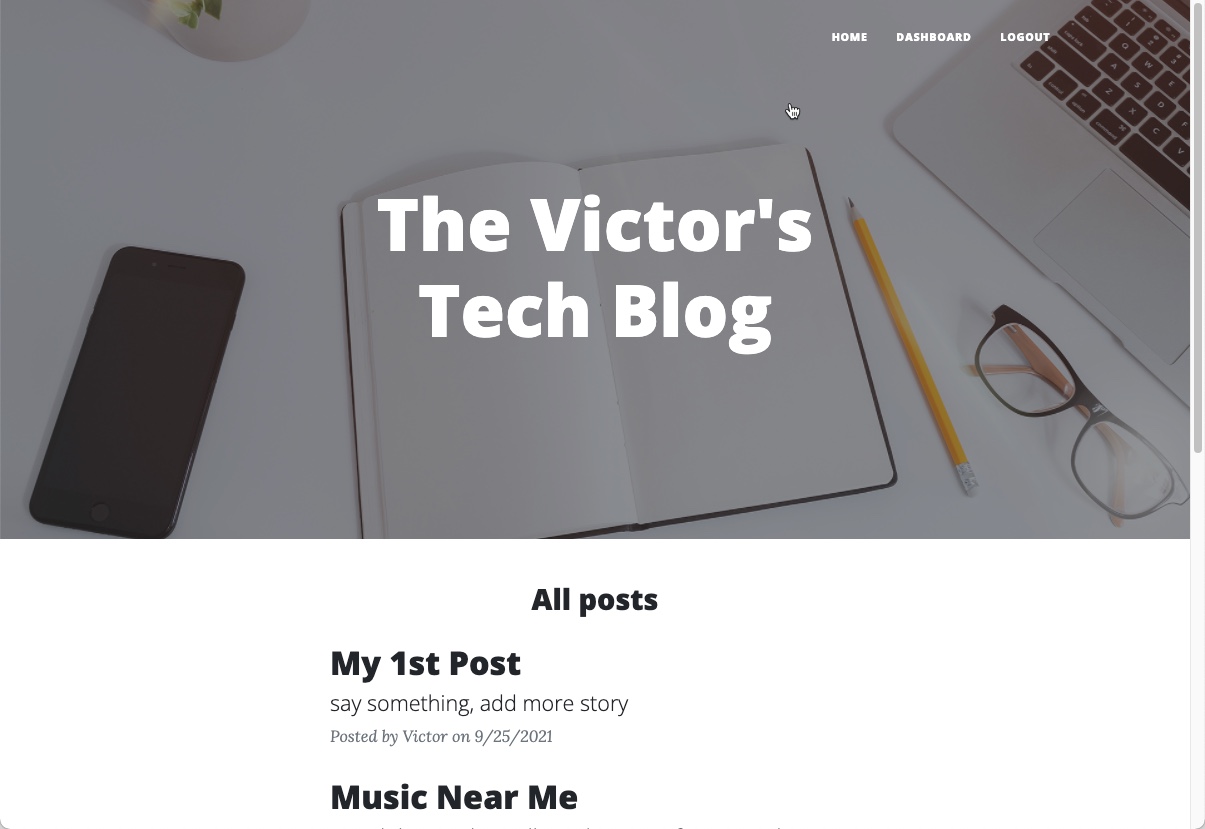 HOME DASHBOARD LOGOUT
The Victor's
Tech Blog
All posts
My 1st Post
say something, add more story
Posted by Victor on 9/25/2021
Music Near Me